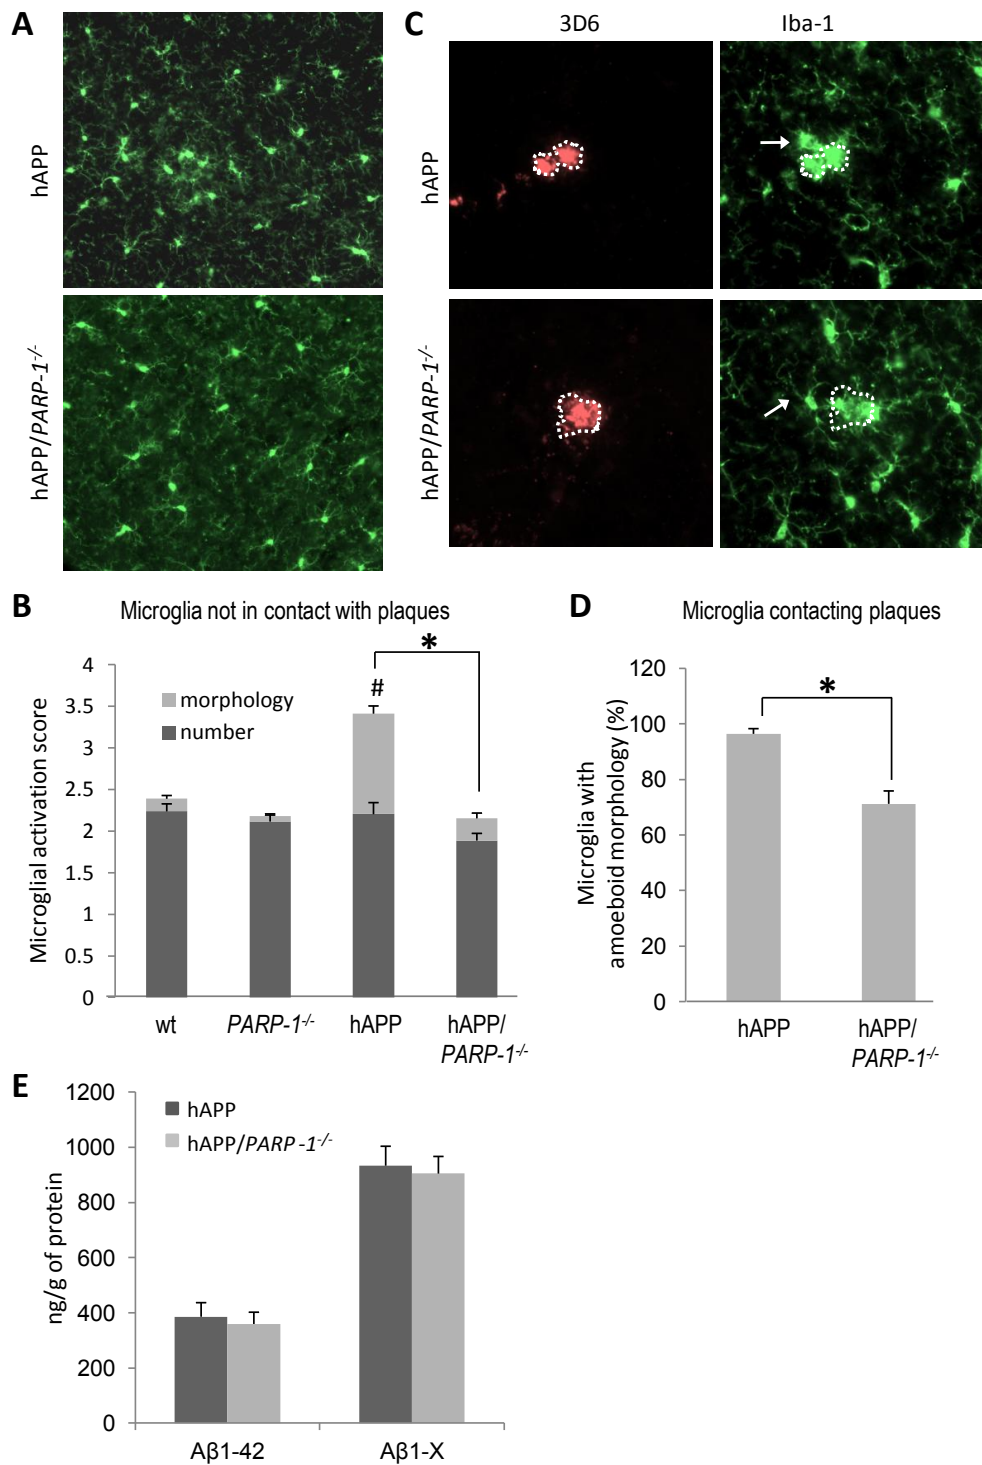 A
hAPP
hAPP/PARP-1-/-
C
3D6
Iba-1
hAPP
hAPP/PARP-1-/-
B
Microglia not in contact with plaques
*
#
4
3.5
3
2.5
2
1.5
1
0.5
0
Microglial activation score
morphology
number
wt
PARP-1-/-
hAPP
hAPP/
PARP-1-/-
D
Microglia contacting plaques
*
120
100
80
60
40
20
0
Microglia with
amoeboid morphology (%)
hAPP
hAPP/
PARP-1-/-
E
1200
1000
800
600
400
200
0
ng/g of protein
hAPP
hAPP/PARP-1-/-
Aβ1-42
Aβ1-X